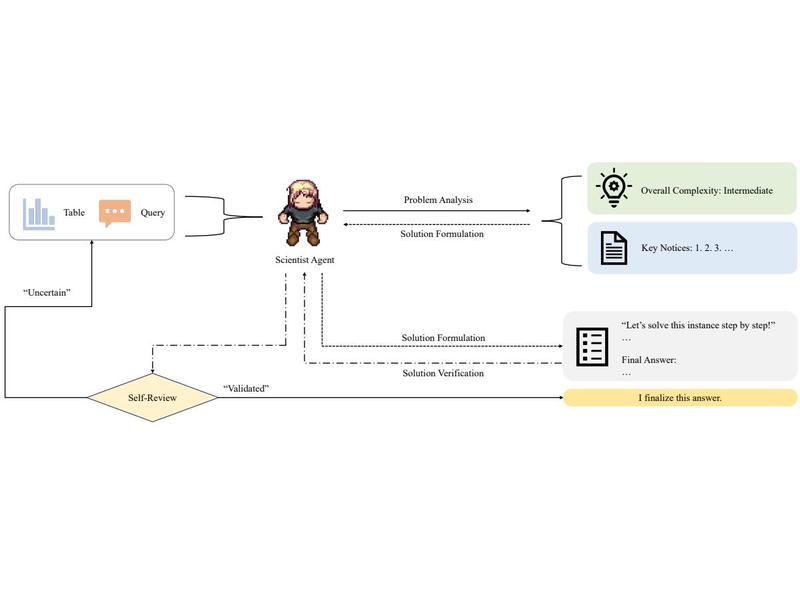 Table
Query
Scientist Agent
Problem Analysis
Solution Formulation
Overall Complexity: Intermediate
Key Notices: 1. 2. 3. …
“Uncertain”
Solution Formulation
Solution Verification
“Let’s solve this instance step by step!”
…
Final Answer:
…
Self-Review
“Validated”
I finalize this answer.